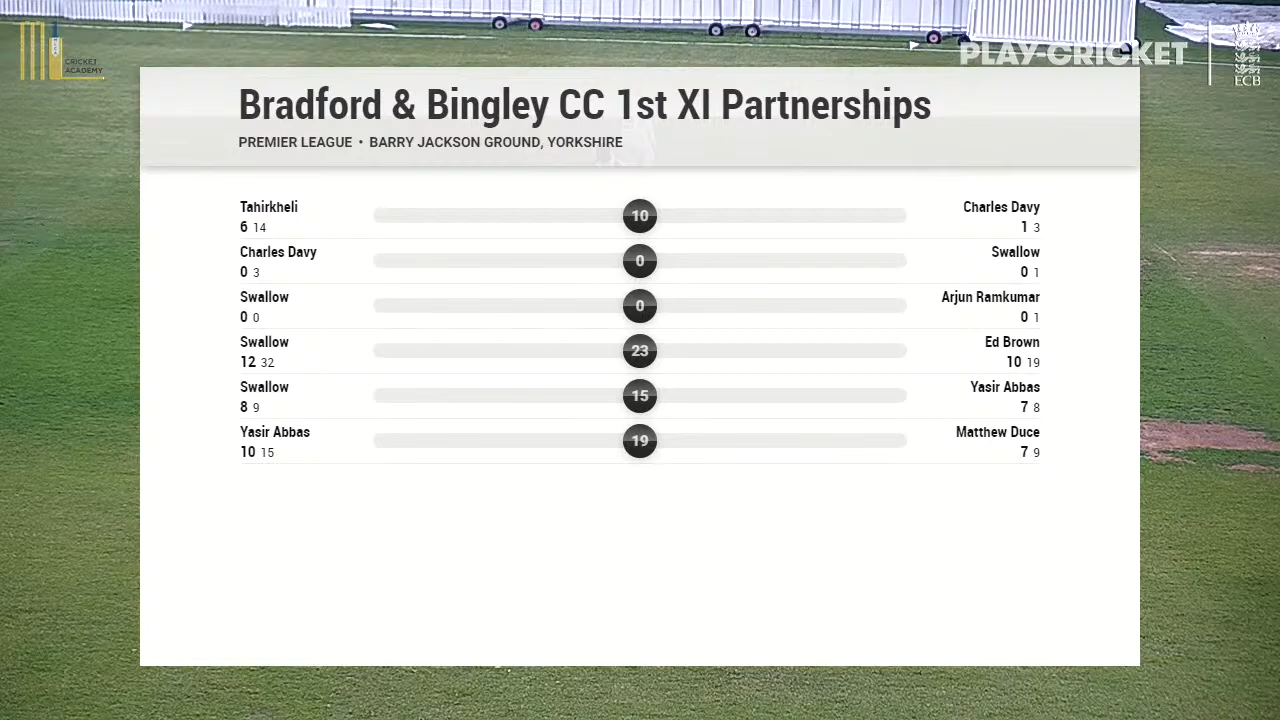 CRICKET
ACADEMY
PLAY-CRICKET
ECB
Bradford & Bingley CC 1st XI Partnerships
PREMIER LEAGUE • BARRY JACKSON GROUND, YORKSHIRE
Tahirkheli 10 Charles Davy
6 14 1 3
Charles Davy 0 Swallow
0 3 0 1
Swallow 0 Arjun Ramkumar
0 0 0 1
Swallow 23 Ed Brown
12 32 10 19
Swallow 15 Yasir Abbas
8 9 7 8
Yasir Abbas 19 Matthew Duce
10 15 7 9